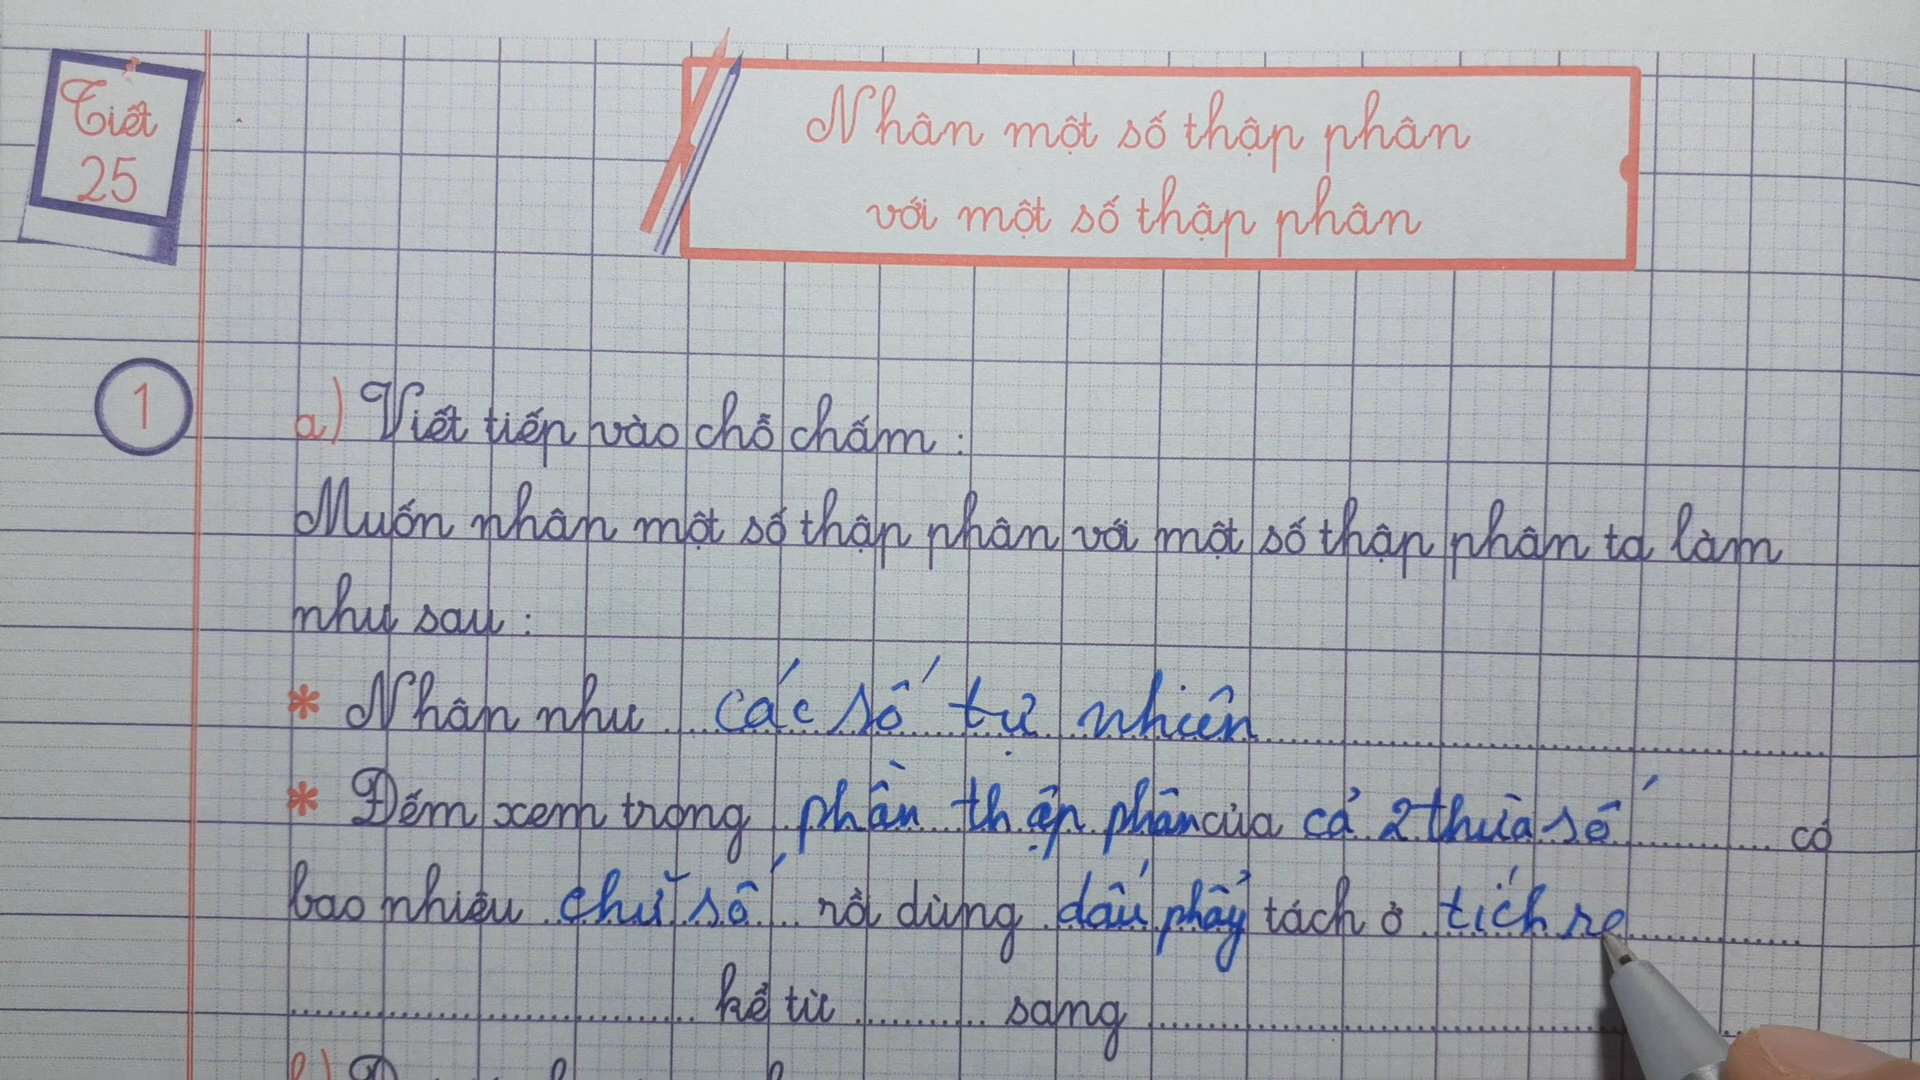 Tiết
25
Nhân một số thập phân
với một số thập phân
1
a) Viết tiếp vào chỗ chấm :
Muốn nhân một số thập phân với một số thập phân ta làm
như sau :
* Nhân như các số tự nhiên
* Đếm xem trong phần thập phân của cả 2 thừa số có
bao nhiêu chữ số rồi dùng dấu phẩy tách ở tích
kể từ sang